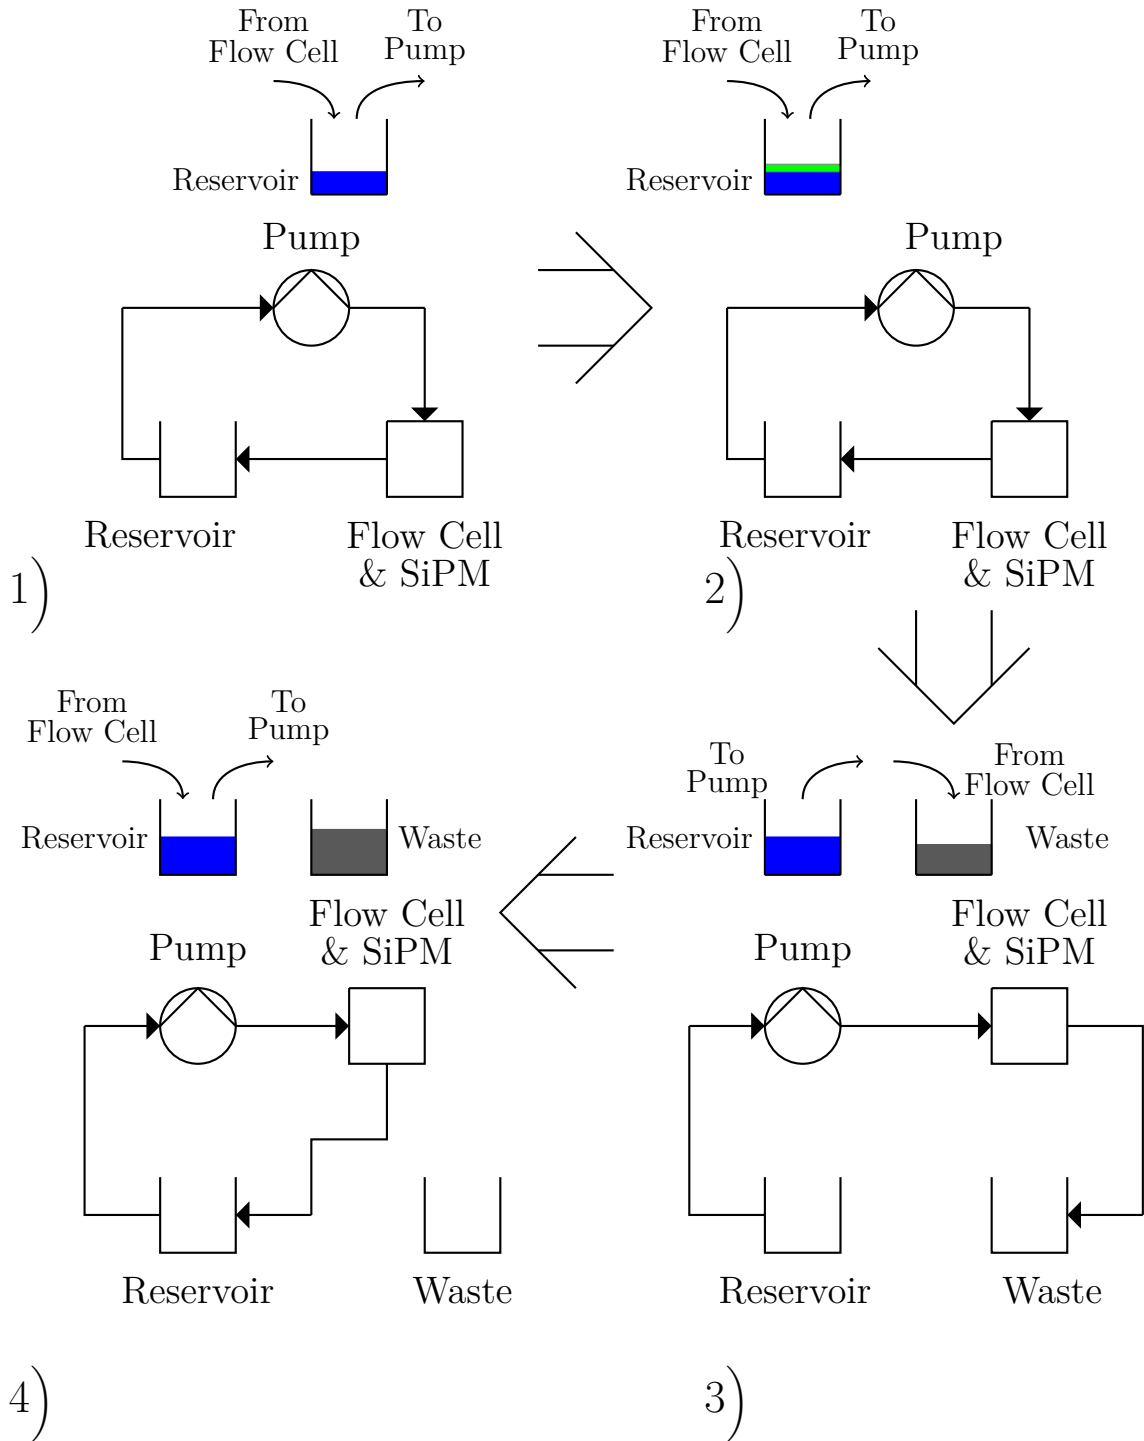 From
Flow Cell
To
Pump
Reservoir
Pump
Reservoir
Flow Cell
& SiPM
1)
From
Flow Cell
To
Pump
Reservoir
Pump
Reservoir
Flow Cell
& SiPM
2)
From
Flow Cell
To
Pump
Reservoir
Waste
Flow Cell
& SiPM
Pump
Reservoir
Waste
4)
To
Pump
From
Flow Cell
Reservoir
Waste
Flow Cell
& SiPM
Pump
Reservoir
Waste
3)